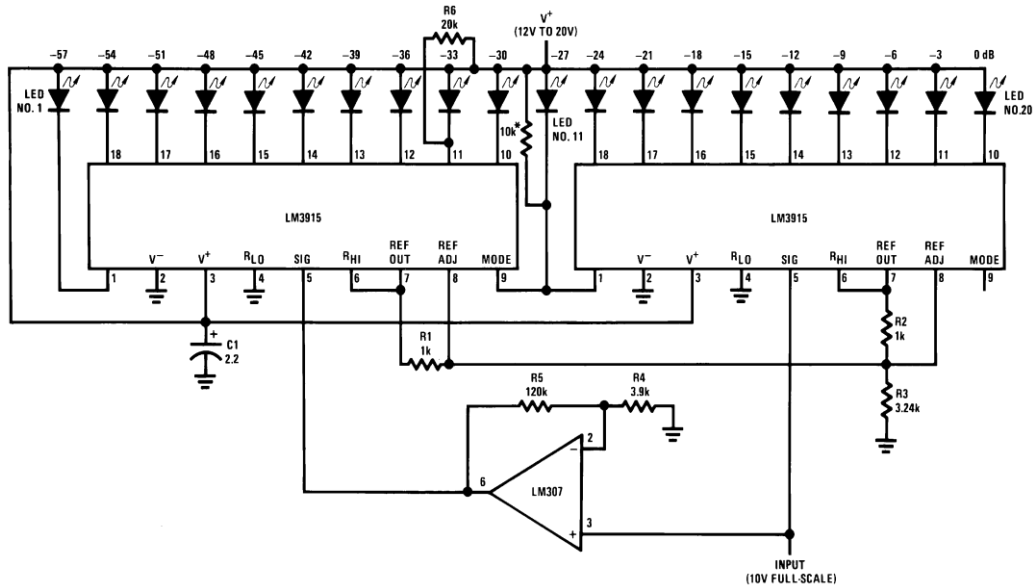 R6
20k
V+
(12V TO 20V)
−57 −54 −51 −48 −45 −42 −39 −36 −33 −30 −27 −24 −21 −18 −15 −12 −9 −6 −3 0 dB
LED
NO. 1
10k*
LED
NO. 11
LED
NO.20
18 17 16 15 14 13 12 11 10
18 17 16 15 14 13 12 11 10
LM3915
LM3915
V− V+ RLO SIG RHI REF OUT REF ADJ MODE
V− V+ RLO SIG RHI REF OUT REF ADJ MODE
1 2 3 4 5 6 7 8 9
1 2 3 4 5 6 7 8 9
+
C1
2.2
R1
1k
R2
1k
R5
120k
R4
3.9k
R3
3.24k
2
−
6
LM307
+
3
INPUT
(10V FULL-SCALE)